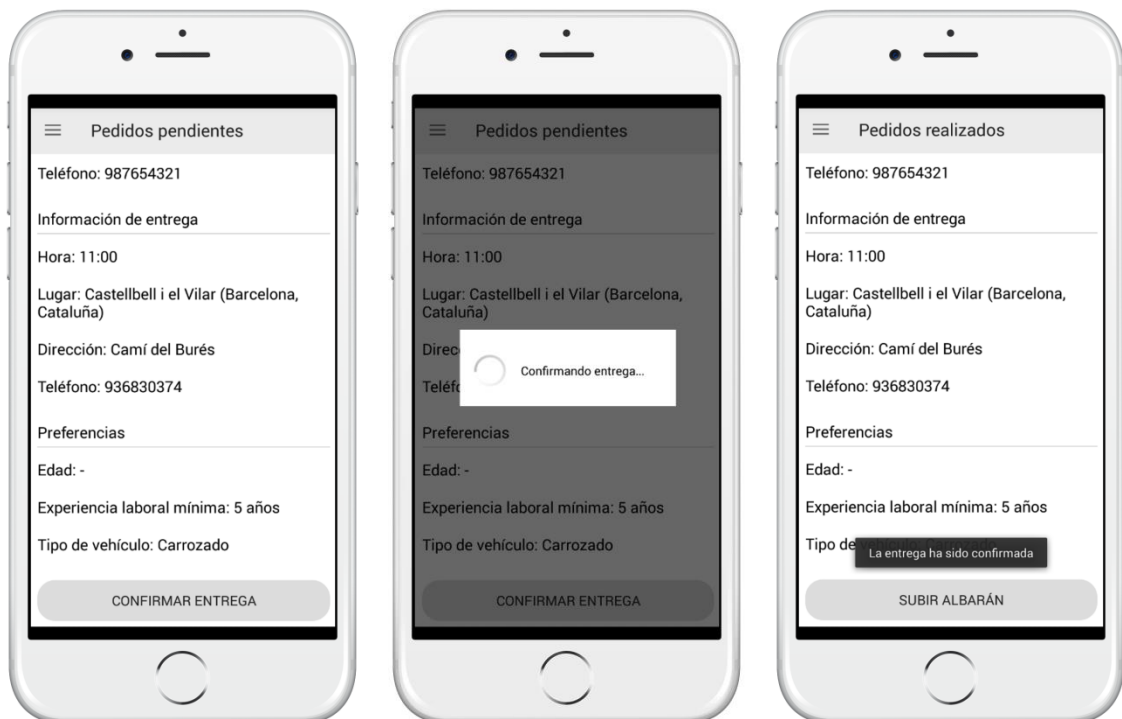 Pedidos pendientes
Teléfono: 987654321
Información de entrega
Hora: 11:00
Lugar: Castellbell i el Vilar (Barcelona,
Cataluña)
Dirección: Camí del Burés
Teléfono: 936830374
Preferencias
Edad: -
Experiencia laboral mínima: 5 años
Tipo de vehículo: Carrozado
CONFIRMAR ENTREGA
Pedidos pendientes
Teléfono: 987654321
Información de entrega
Hora: 11:00
Lugar: Castellbell i el Vilar (Barcelona,
Cataluña)
Direc
Confirmando entrega...
Teléfo
Preferencias
Edad: -
Experiencia laboral mínima: 5 años
Tipo de vehículo: Carrozado
CONFIRMAR ENTREGA
Pedidos realizados
Teléfono: 987654321
Información de entrega
Hora: 11:00
Lugar: Castellbell i el Vilar (Barcelona,
Cataluña)
Dirección: Camí del Burés
Teléfono: 936830374
Preferencias
Edad: -
Experiencia laboral mínima: 5 años
Tipo de
La entrega ha sido confirmada
SUBIR ALBARÁN